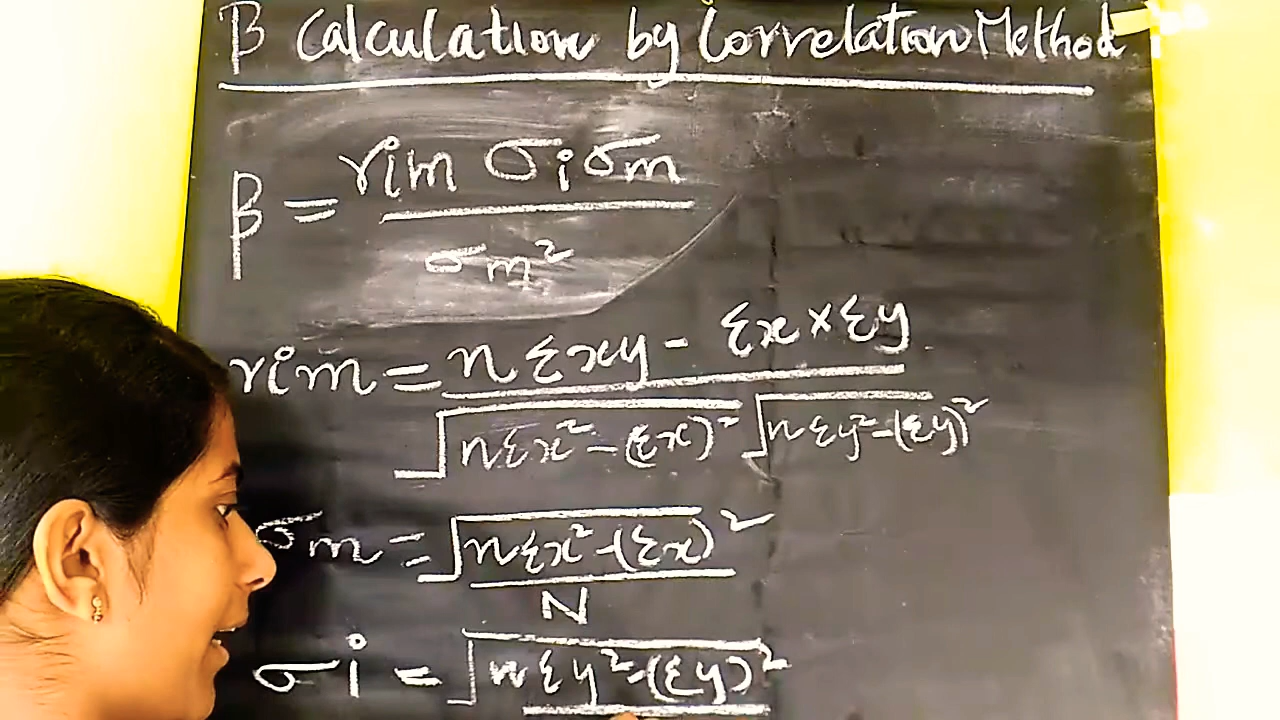 β Calculation by Correlation Method
β = rim σi σm / σm²
rim = nΣxy - Σx × Σy / √nΣx² - (Σx)² √nΣy² - (Σy)²
σm = √nΣx² - (Σx)² / N
σi = √nΣy² - (Σy)²